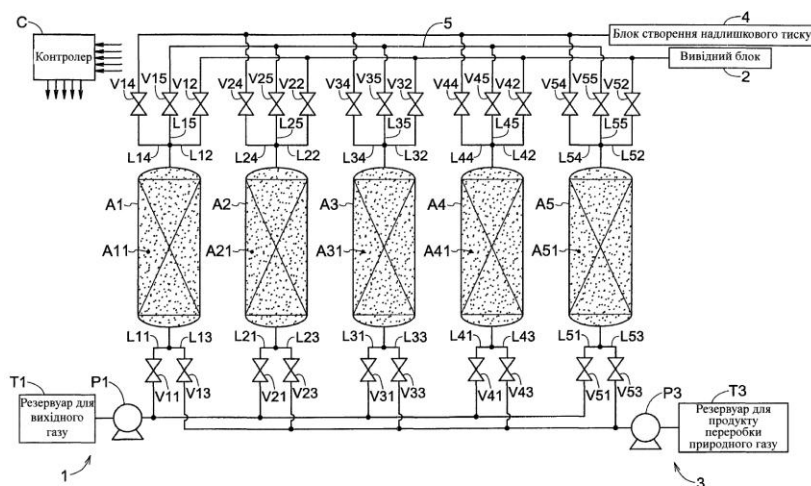 C
Контролер
5
4
Блок створення надлишкового тиску
Вивідний блок
2
V14 V15 V12 V24 V25 V22 V34 V35 V32 V44 V45 V42 V54 V55 V52
L15 L25 L35 L45 L55
L14 L12 L24 L22 L34 L32 L44 L42 L54 L52
A1 A2 A3 A4 A5
A11 A21 A31 A41 A51
L11 L13 L21 L23 L31 L33 L41 L43 L51 L53
T1 P1 V11 V13 V21 V23 V31 V33 V41 V43 V51 V53 P3 T3
Резервуар для
вихідного
газу
Резервуар для
продукту
переробки
природного газу
1
3